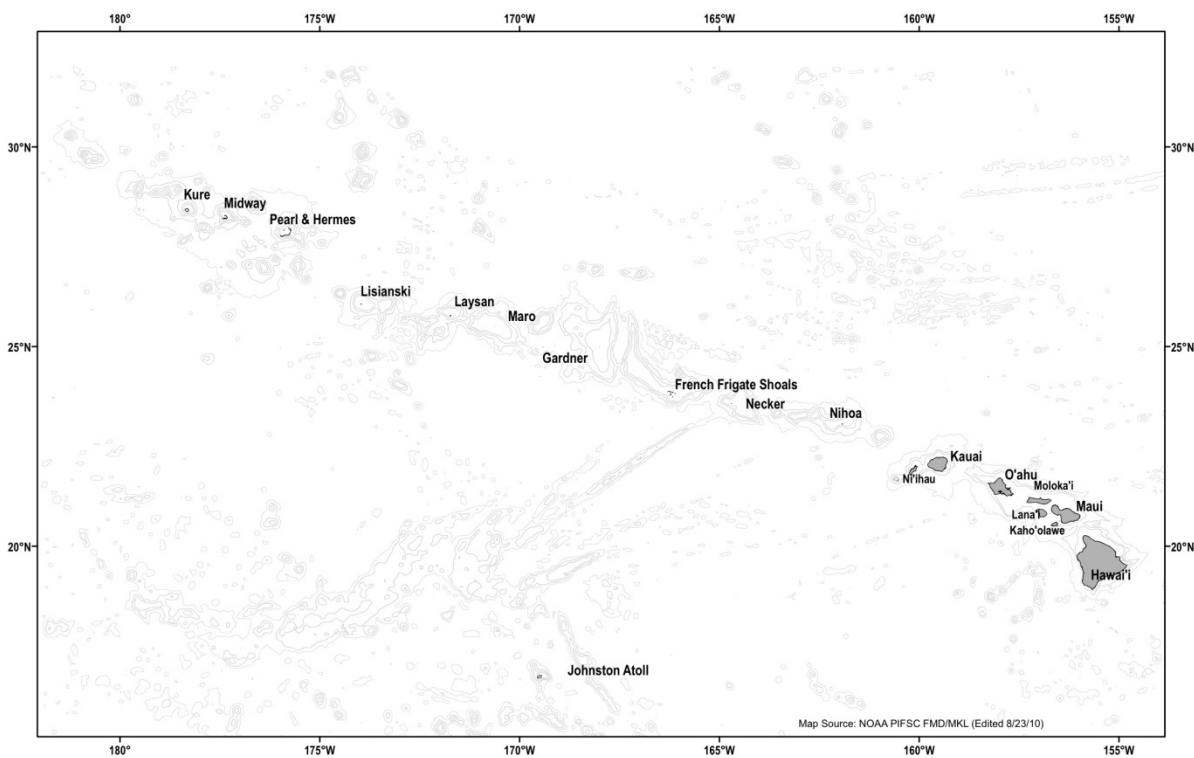 180°
175°W
170°W
165°W
160°W
155°W
30°N
30°N
Kure
Midway
Pearl & Hermes
Lisianski
Laysan
Maro
25°N
25°N
Gardner
French Frigate Shoals
Necker
Nihoa
Kauai
Ni'ihau
O'ahu
Moloka'i
Maui
Lana'i
Kaho'olawe
20°N
20°N
Hawai'i
Johnston Atoll
Map Source: NOAA PIFSC FMD/MKL (Edited 8/23/10)
180°
175°W
170°W
165°W
160°W
155°W